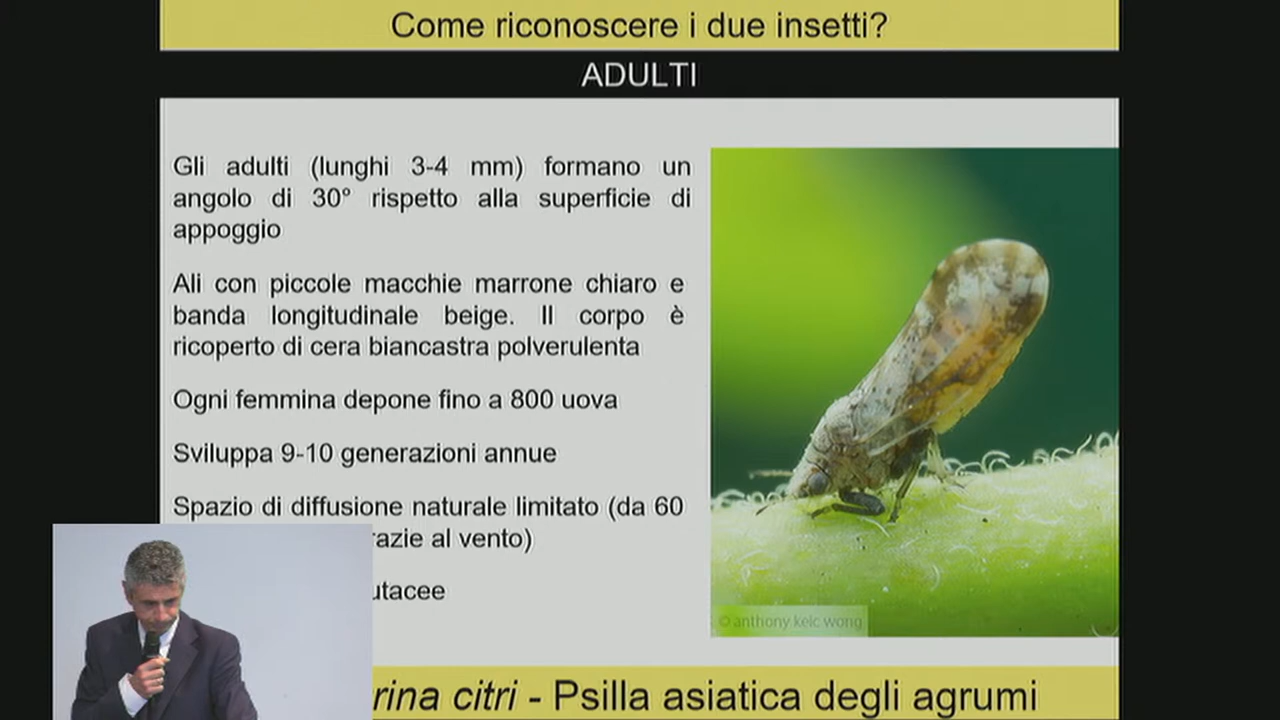 Come riconoscere i due insetti?
ADULTI
Gli adulti (lunghi 3-4 mm) formano un
angolo di 30° rispetto alla superficie di
appoggio
Ali con piccole macchie marrone chiaro e
banda longitudinale beige. Il corpo è
ricoperto di cera biancastra polverulenta
Ogni femmina depone fino a 800 uova
Sviluppa 9-10 generazioni annue
Spazio di diffusione naturale limitato (da 60
razie al vento)
utacee
© anthony keic wong
rina citri - Psilla asiatica degli agrumi